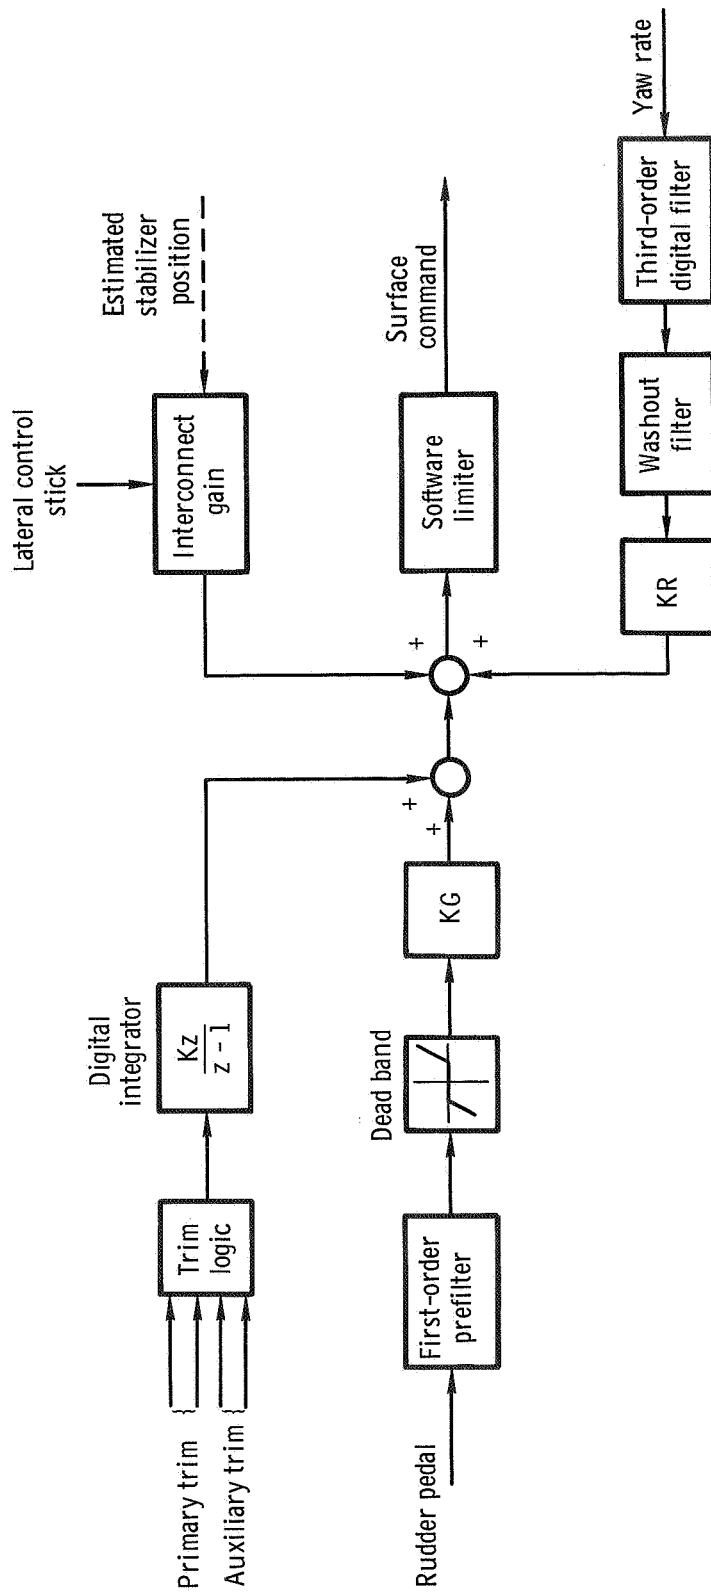 Lateral control
stick
Estimated
stabilizer
position
Interconnect
gain
Digital
integrator
Kz
z - 1
Trim
logic
Primary trim }
Auxiliary trim }
Rudder pedal
First-order
prefilter
Dead band
KG
+
+
+
+
Software
limiter
Surface
command
KR
Washout
filter
Third-order
digital filter
Yaw rate